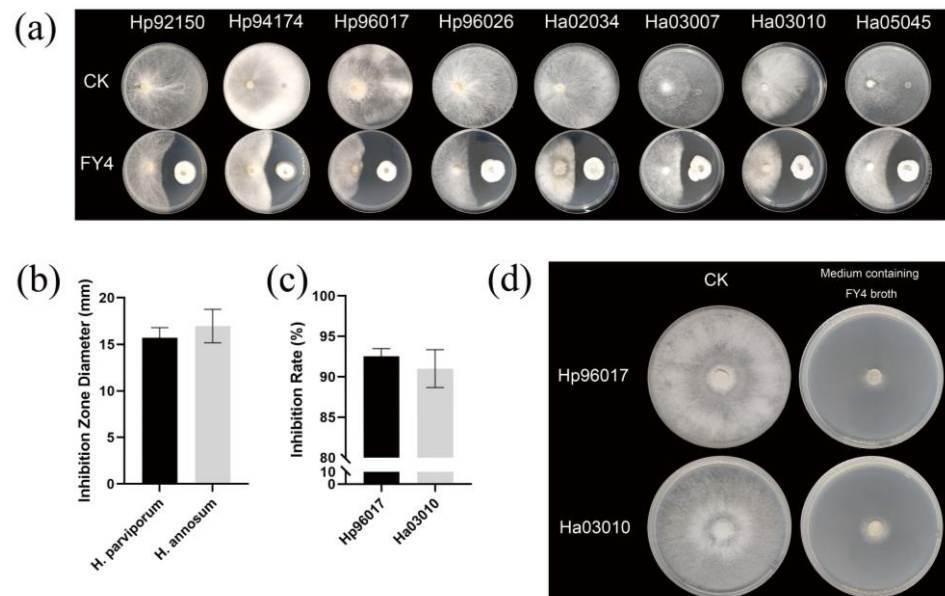 (a)
Hp92150 Hp94174 Hp96017 Hp96026 Ha02034 Ha03007 Ha03010 Ha05045
CK
FY4
(b)
Inhibition Zone Diameter (mm)
20
15
10
5
0
H. parviporum
H. annosum
(c)
Inhibition Rate (%)
100
95
90
85
80
10
0
Hp96017
Ha03010
(d)
CK
Medium containing
FY4 broth
Hp96017
Ha03010